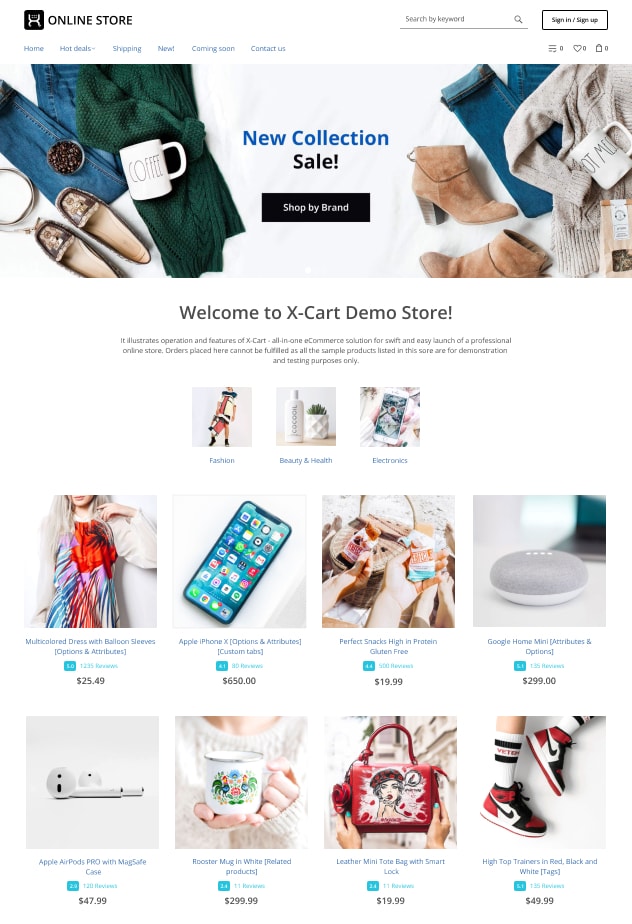 ONLINE STORE
Search by keyword
Sign in / Sign up
Home
Hot deals
Shipping
New!
Coming soon
Contact us
0
0
0
COFFEE
HOT MILK
New Collection
Sale!
Shop by Brand
Welcome to X-Cart Demo Store!
It illustrates operation and features of X-Cart - all-in-one eCommerce solution for swift and easy launch of a professional
online store. Orders placed here cannot be fulfilled as all the sample products listed in this sore are for demonstration
and testing purposes only.
COCOOIL
Fashion
Beauty & Health
Electronics
Multicolored Dress with Balloon Sleeves
[Options & Attributes]
5.0 1235 Reviews
$25.49
Apple iPhone X [Options & Attributes]
[Custom tabs]
4.1 80 Reviews
$650.00
Perfect Snacks High in Protein
Gluten Free
4.4 500 Reviews
$19.99
Google Home Mini [Attributes &
Options]
5.1 135 Reviews
$299.00
Apple AirPods PRO with MagSafe
Case
2.9 120 Reviews
$47.99
Rooster Mug in White [Related
products]
2.4 11 Reviews
$299.99
Leather Mini Tote Bag with Smart
Lock
2.4 11 Reviews
$19.99
High Top Trainers in Red, Black and
White [Tags]
5.1 135 Reviews
$49.99